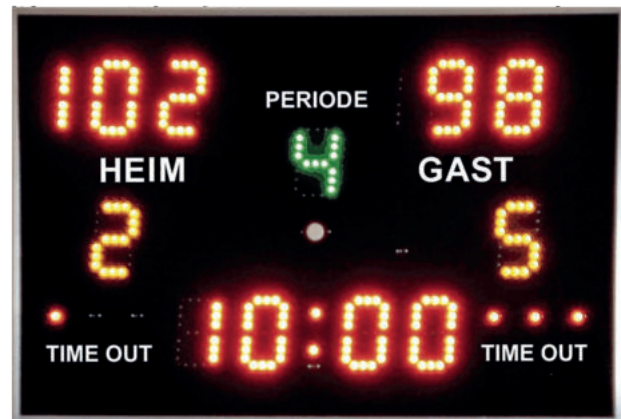 102 PERIODE 98
4
HEIM GAST
2 5
10:00
TIME OUT TIME OUT